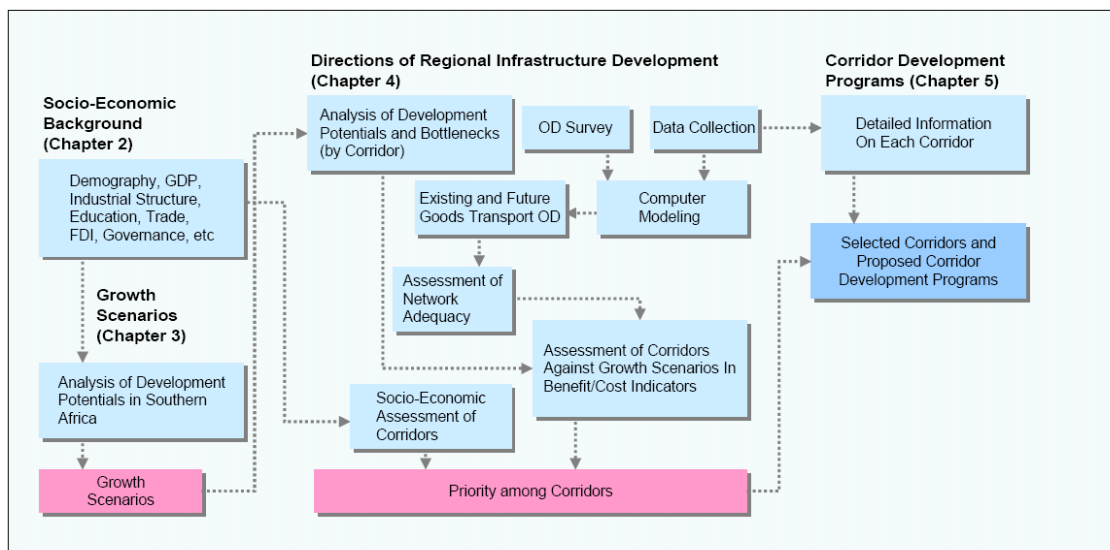 Socio-Economic
Background
(Chapter 2)
Demography, GDP,
Industrial Structure,
Education, Trade,
FDI, Governance, etc
Growth
Scenarios
(Chapter 3)
Analysis of Development
Potentials in Southern
Africa
Growth
Scenarios
Directions of Regional Infrastructure Development
(Chapter 4)
Analysis of Development
Potentials and Bottlenecks
(by Corridor)
OD Survey
Data Collection
Existing and Future
Goods Transport OD
Computer
Modeling
Assessment of
Network
Adequacy
Assessment of Corridors
Against Growth Scenarios In
Benefit/Cost Indicators
Socio-Economic
Assessment of
Corridors
Priority among Corridors
Corridor Development
Programs (Chapter 5)
Detailed Information
On Each Corridor
Selected Corridors and
Proposed Corridor
Development Programs